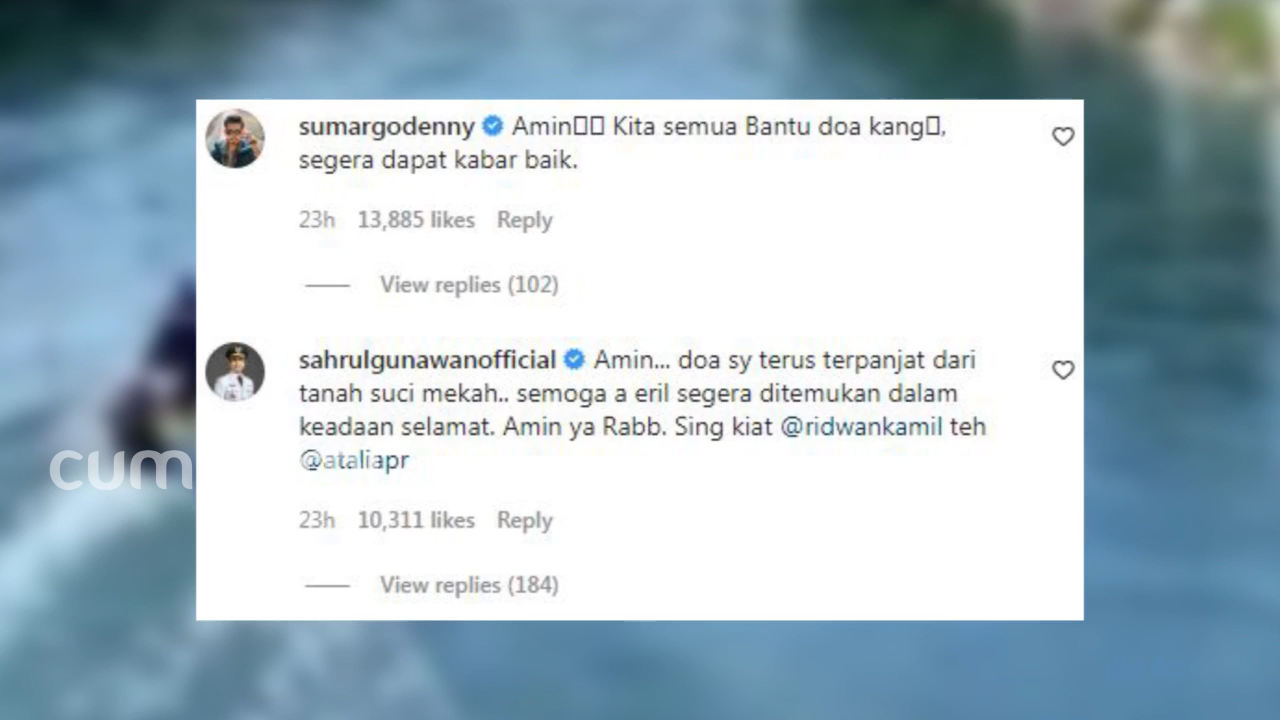 sumargodenny Amin▯▯ Kita semua Bantu doa kang▯,
segera dapat kabar baik.
23h 13,885 likes Reply
View replies (102)
sahrulgunawanofficial Amin... doa sy terus terpanjat dari
tanah suci mekah.. semoga a eril segera ditemukan dalam
keadaan selamat. Amin ya Rabb. Sing kiat @ridwankamil teh
@ataliapr
23h 10,311 likes Reply
View replies (184)
cum